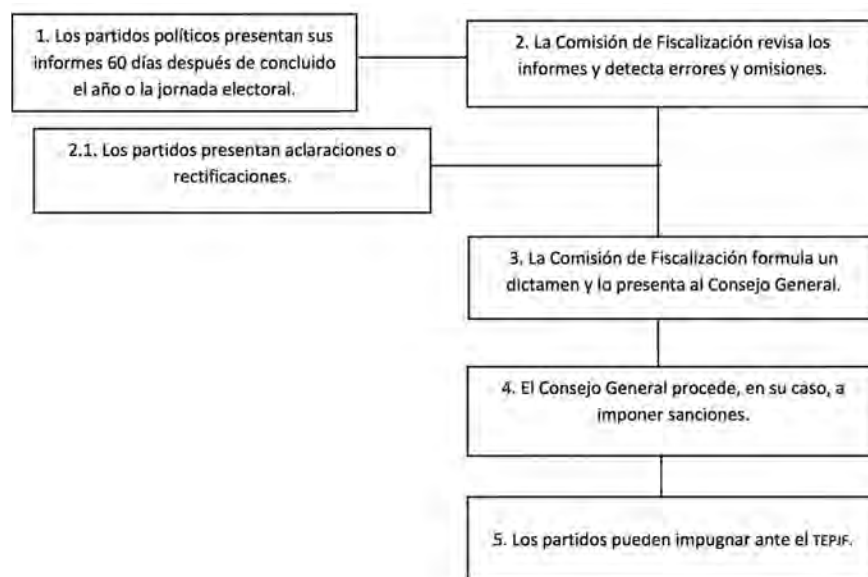 1. Los partidos políticos presentan sus
informes 60 días después de concluido
el año o la jornada electoral.
2. La Comisión de Fiscalización revisa los
informes y detecta errores y omisiones.
2.1. Los partidos presentan aclaraciones o
rectificaciones.
3. La Comisión de Fiscalización formula un
dictamen y lo presenta al Consejo General.
4. El Consejo General procede, en su caso, a
imponer sanciones.
5. Los partidos pueden impugnar ante el TEPJF.